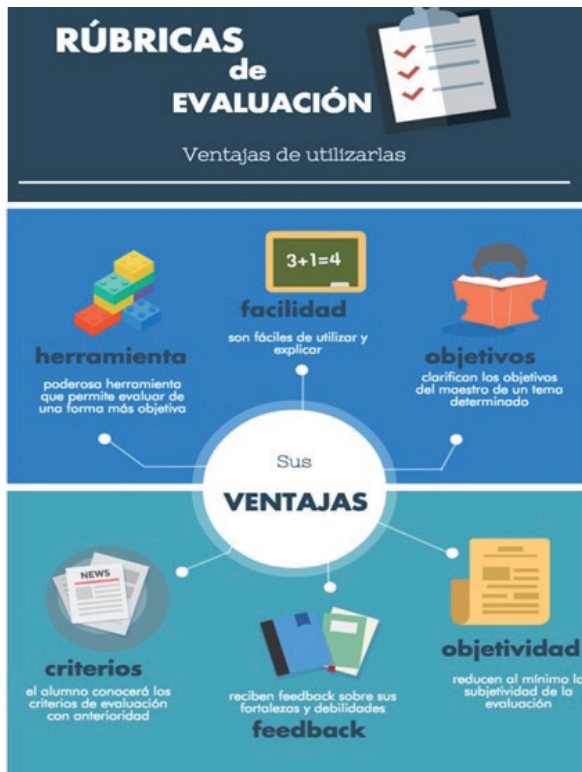 RÚBRICAS
de
EVALUACIÓN
Ventajas de utilizarlas
3+1=4
herramienta
poderosa herramienta
que permite evaluar de
una forma más objetiva
facilidad
son fáciles de utilizar y
explicar
objetivos
clarifican los objetivos
del maestro de un tema
determinado
Sus
VENTAJAS
NEWS
criterios
el alumno conocerá los
criterios de evaluación
con anterioridad
reciben feedback sobre sus
fortalezas y debilidades
feedback
objetividad
reducen al mínimo la
subjetividad de la
evaluación